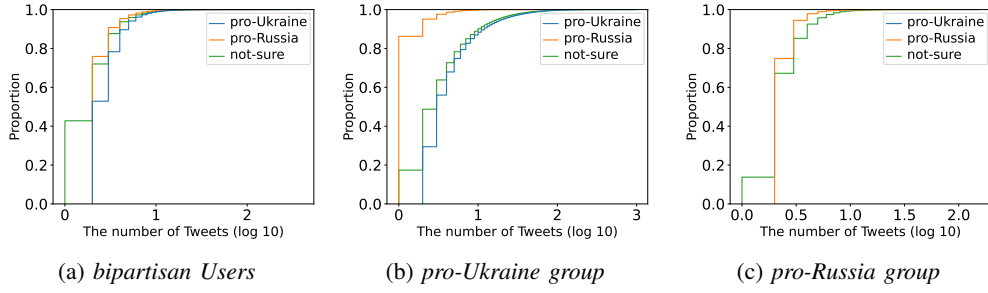 1.0
0.8
0.6
0.4
0.2
0.0
Proportion
0
1
2
The number of Tweets (log 10)
pro-Ukraine
pro-Russia
not-sure
(a) bipartisan Users
1.0
0.8
0.6
0.4
0.2
0.0
Proportion
0
1
2
3
The number of Tweets (log 10)
pro-Ukraine
pro-Russia
not-sure
(b) pro-Ukraine group
1.0
0.8
0.6
0.4
0.2
0.0
Proportion
0.0
0.5
1.0
1.5
2.0
The number of Tweets (log 10)
pro-Ukraine
pro-Russia
not-sure
(c) pro-Russia group